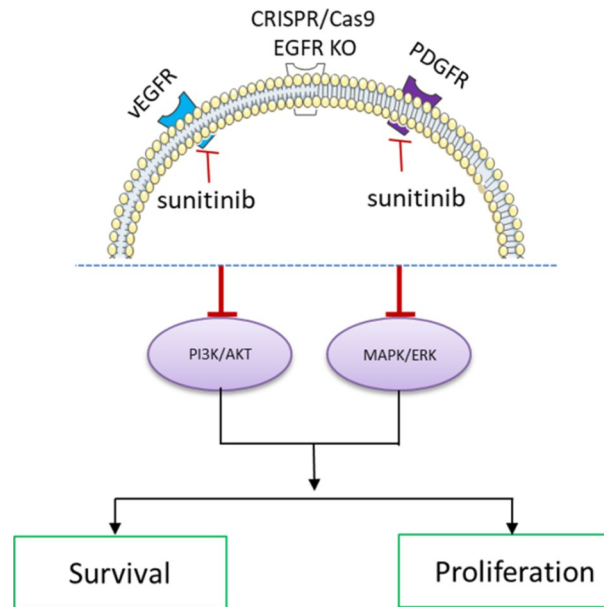 CRISPR/Cas9
EGFR KO
vEGFR
PDGFR
sunitinib
sunitinib
PI3K/AKT
MAPK/ERK
Survival
Proliferation